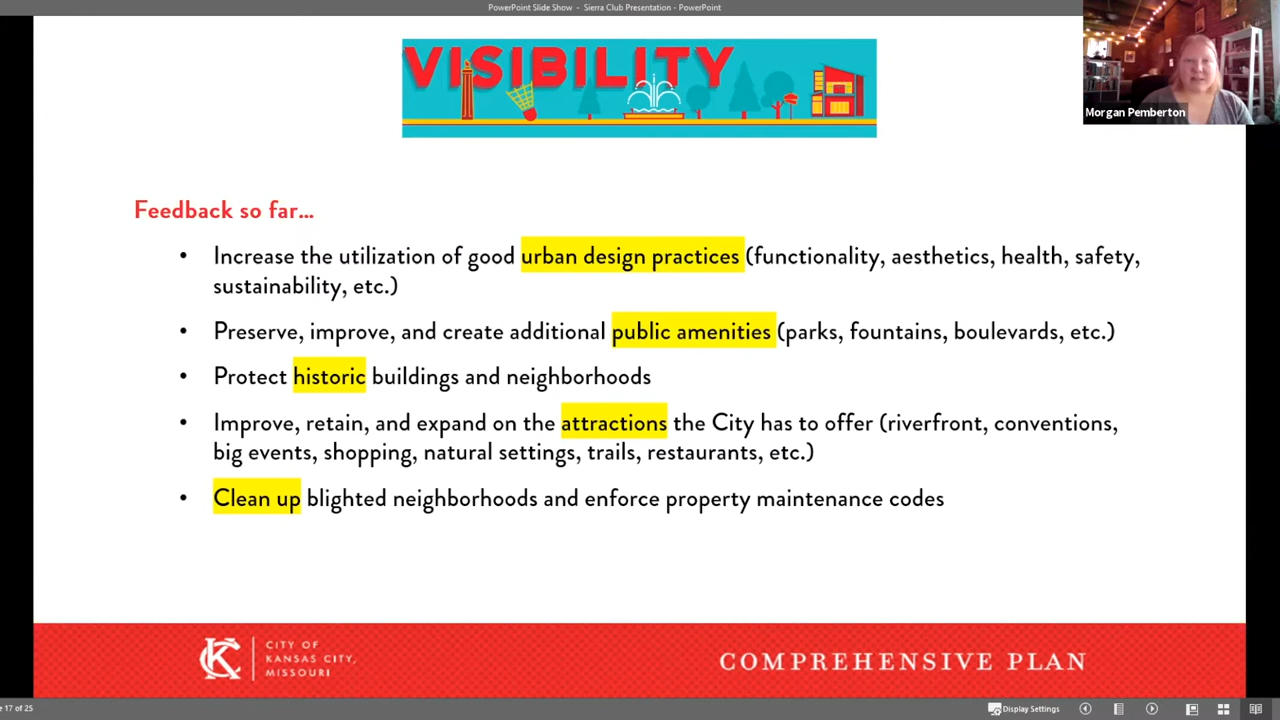 PowerPoint Slide Show - Sierra Club Presentation - PowerPoint
VISIBILITY
Morgan Pemberton
Feedback so far...
• Increase the utilization of good urban design practices (functionality, aesthetics, health, safety,
sustainability, etc.)
• Preserve, improve, and create additional public amenities (parks, fountains, boulevards, etc.)
• Protect historic buildings and neighborhoods
• Improve, retain, and expand on the attractions the City has to offer (riverfront, conventions,
big events, shopping, natural settings, trails, restaurants, etc.)
• Clean up blighted neighborhoods and enforce property maintenance codes
KC
CITY OF
KANSAS CITY,
MISSOURI
COMPREHENSIVE PLAN
17 of 25
Display Settings